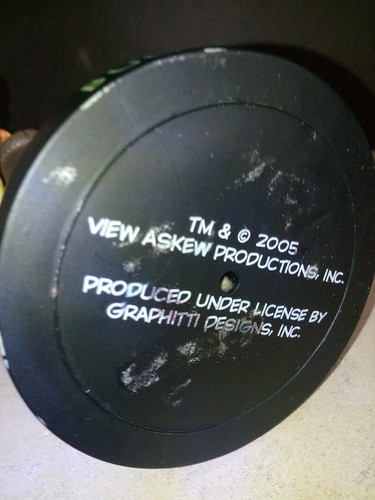 TM & © 2005
VIEW ASKEW PRODUCTIONS, INC.
PRODUCED UNDER LICENSE BY
GRAPHITTI DESIGNS, INC.